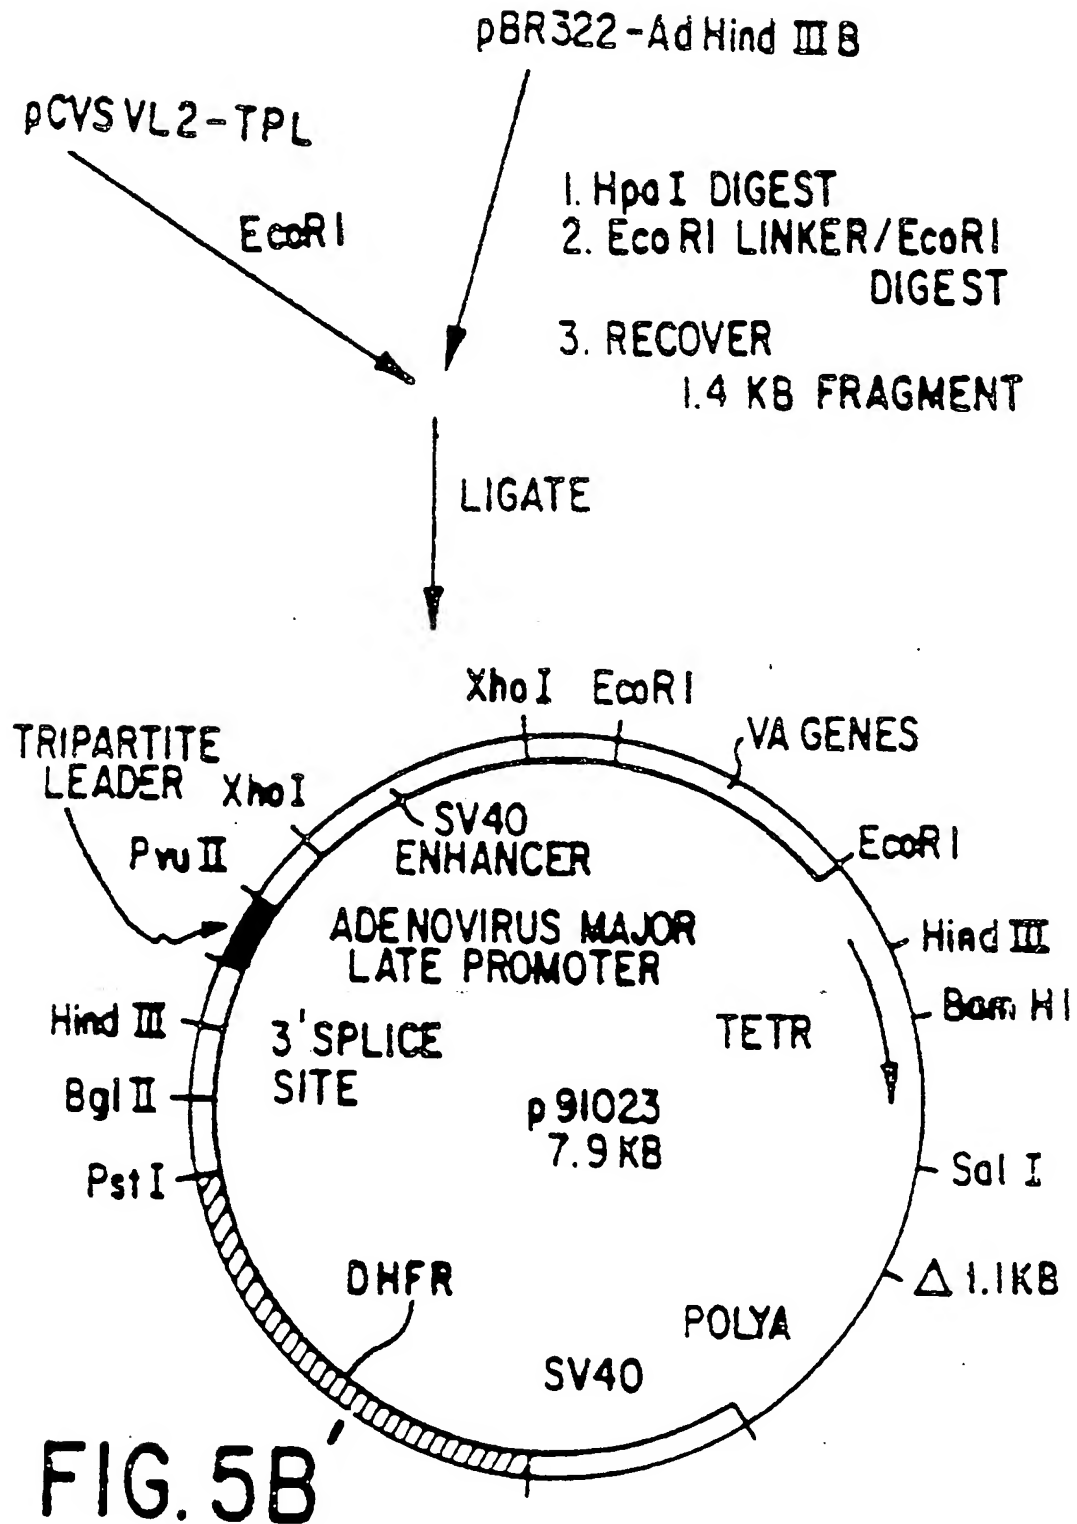 pBR322-Ad Hind III B
pCVSVL2-TPL
EcoRI
1. HpaI DIGEST
2. EcoRI LINKER/EcoRI
DIGEST
3. RECOVER
1.4 KB FRAGMENT
LIGATE
XhoI EcoRI
TRIPARTITE
LEADER
XhoI
VA GENES
SV40
ENHANCER
PvuII
EcoRI
ADENOVIRUS MAJOR
LATE PROMOTER
Hind III
Hind III
3' SPLICE
SITE
TETR
Bam HI
Bgl II
p91023
7.9 KB
PstI
Sal I
DHFR
Δ 1.1KB
POLYA
SV40
FIG. 5B